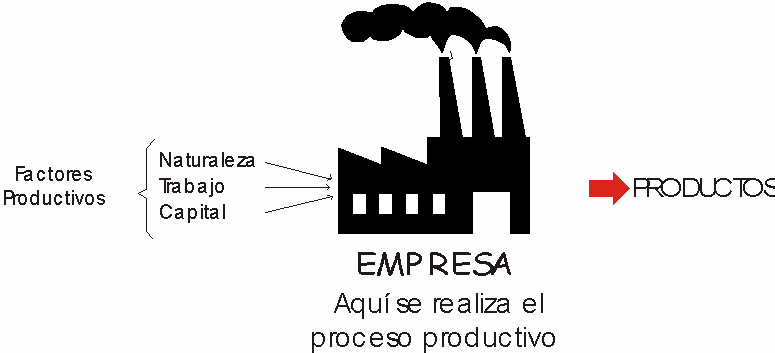 Factores
Productivos
Naturaleza
Trabajo
Capital
EMPRESA
Aquí se realiza el
proceso productivo
PRODUCTOS